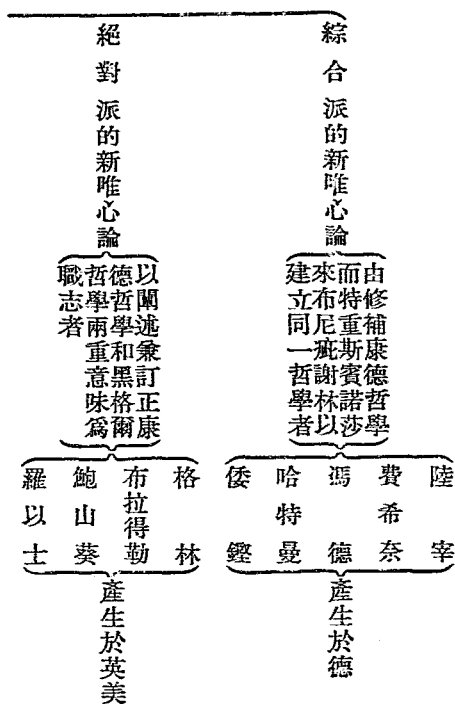 綜合派的新唯心論
由修補康德哲學
而特重斯賓諾莎
來布尼疵謝林以
建立同一哲學者
陸宰
費希奈
馮德
哈特曼
倭鏗
產生於德
絕對派的新唯心論
以闡述兼訂正康
德哲學和黑格爾
哲學兩重意味爲
職志者
格林
布拉得勒
鮑山葵
羅以士
產生於英美